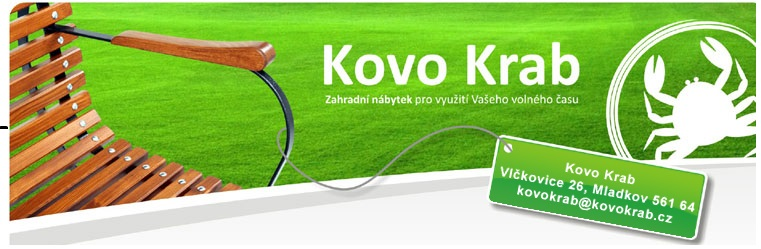 Kovo Krab
Zahradní nábytek pro využití Vašeho volného času
Kovo Krab
Vlčkovice 26, Mladkov 561 64
kovokrab@kovokrab.cz